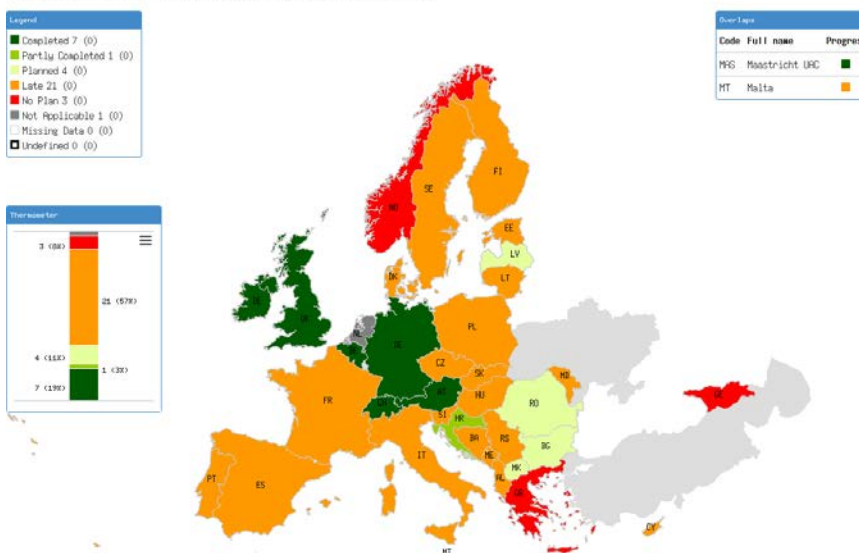 Legend
Completed 7 (0)
Partly Completed 1 (0)
Planned 4 (0)
Late 21 (0)
No Plan 3 (0)
Not Applicable 1 (0)
Missing Data 0 (0)
Undefined 0 (0)
Overlaps
Code Full name Progres
MAS Maastricht UAC
MT Malta
Thermometer
3 (8%)
21 (57%)
4 (11%)
1 (3%)
7 (19%)
NO
SE
FI
EE
LV
LT
DK
IE
UK
NL
BE
DE
PL
CZ
SK
MD
FR
CH
AT
HU
SI
HR
RO
BA
RS
BG
IT
ME
MK
AL
GR
GE
PT
ES
CY
MT